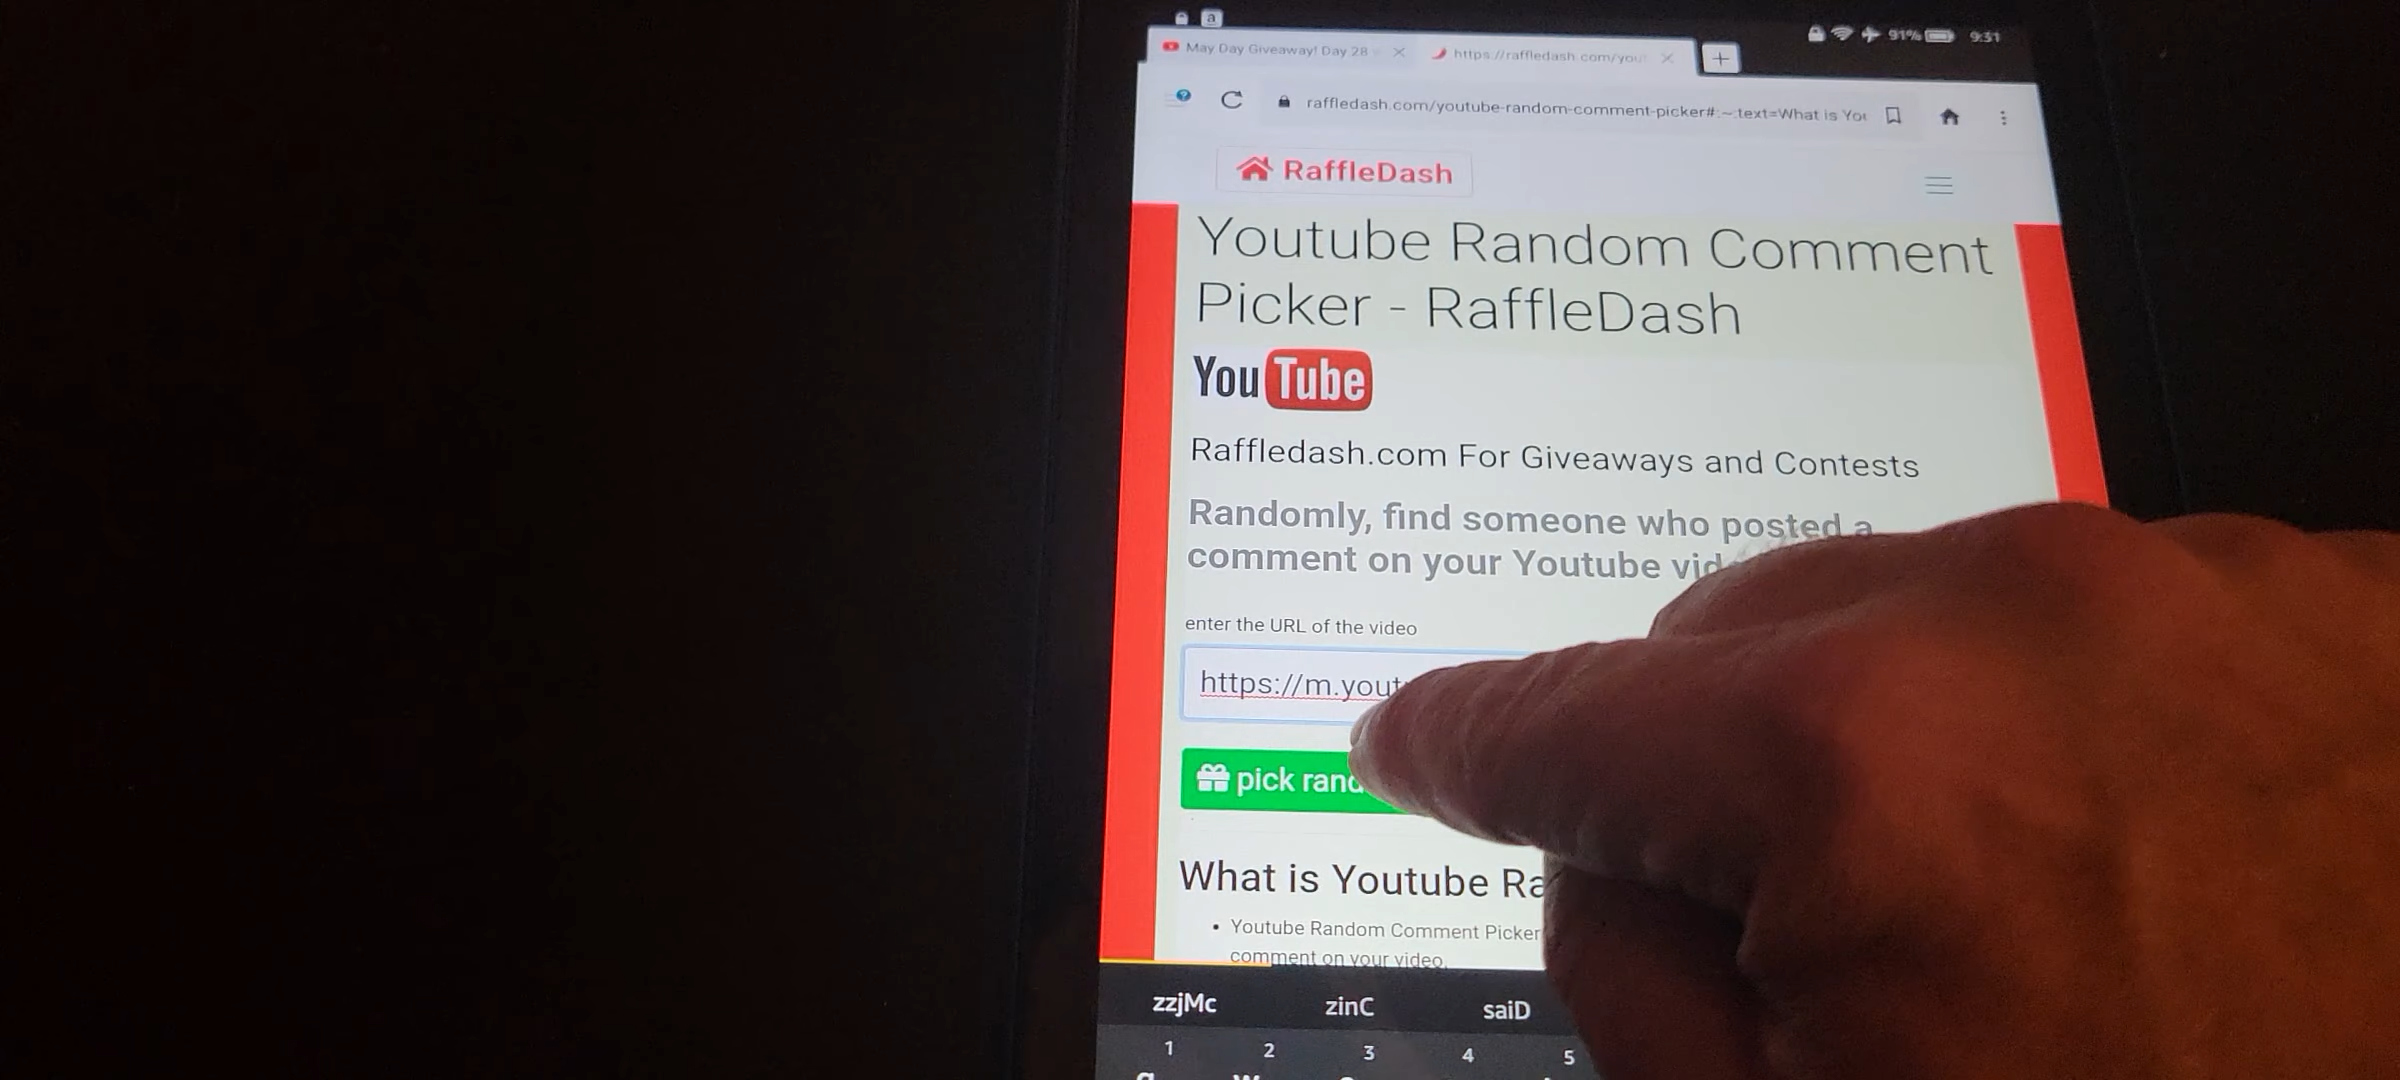 a
91% 9:31
May Day Giveaway! Day 28
https://raffledash.com/you
raffledash.com/youtube-random-comment-picker#:~:text=What is You
RaffleDash
Youtube Random Comment
Picker - RaffleDash
YouTube
Raffledash.com For Giveaways and Contests
Randomly, find someone who posted a
comment on your Youtube vid
enter the URL of the video
https://m.yout
pick rand
What is Youtube Ra
• Youtube Random Comment Picker
comment on your video.
zzjMc zinC saiD
1 2 3 4 5